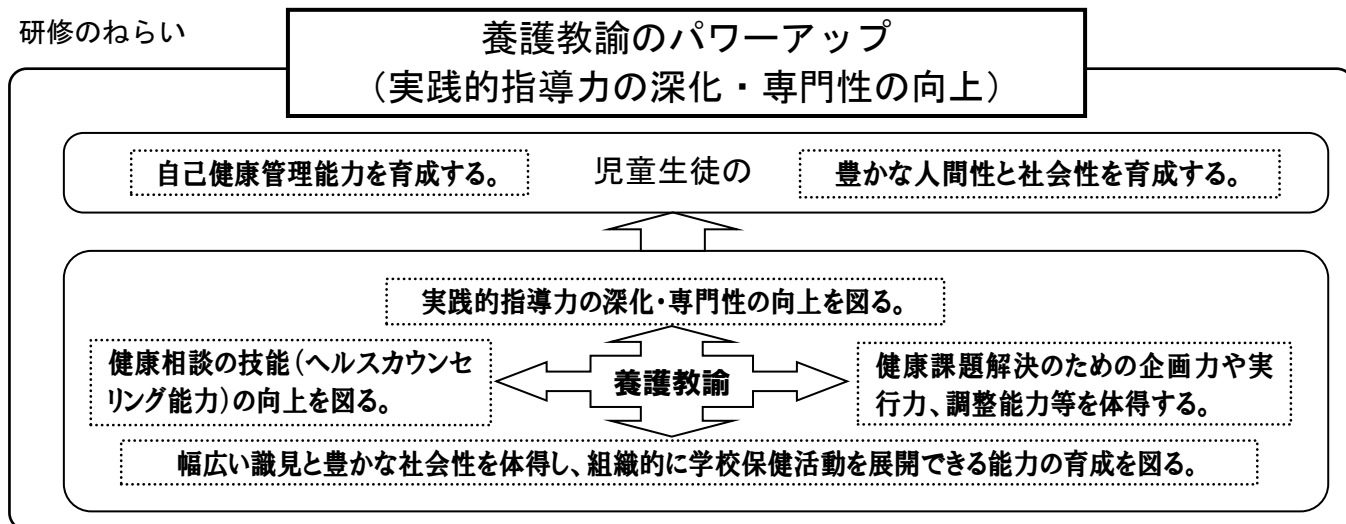 研修のねらい
養護教諭のパワーアップ
（実践的指導力の深化・専門性の向上）
自己健康管理能力を育成する。
児童生徒の
豊かな人間性と社会性を育成する。
実践的指導力の深化・専門性の向上を図る。
健康相談の技能（ヘルスカウンセ
リング能力）の向上を図る。
養護教諭
健康課題解決のための企画力や実
行力、調整能力等を体得する。
幅広い識見と豊かな社会性を体得し、組織的に学校保健活動を展開できる能力の育成を図る。